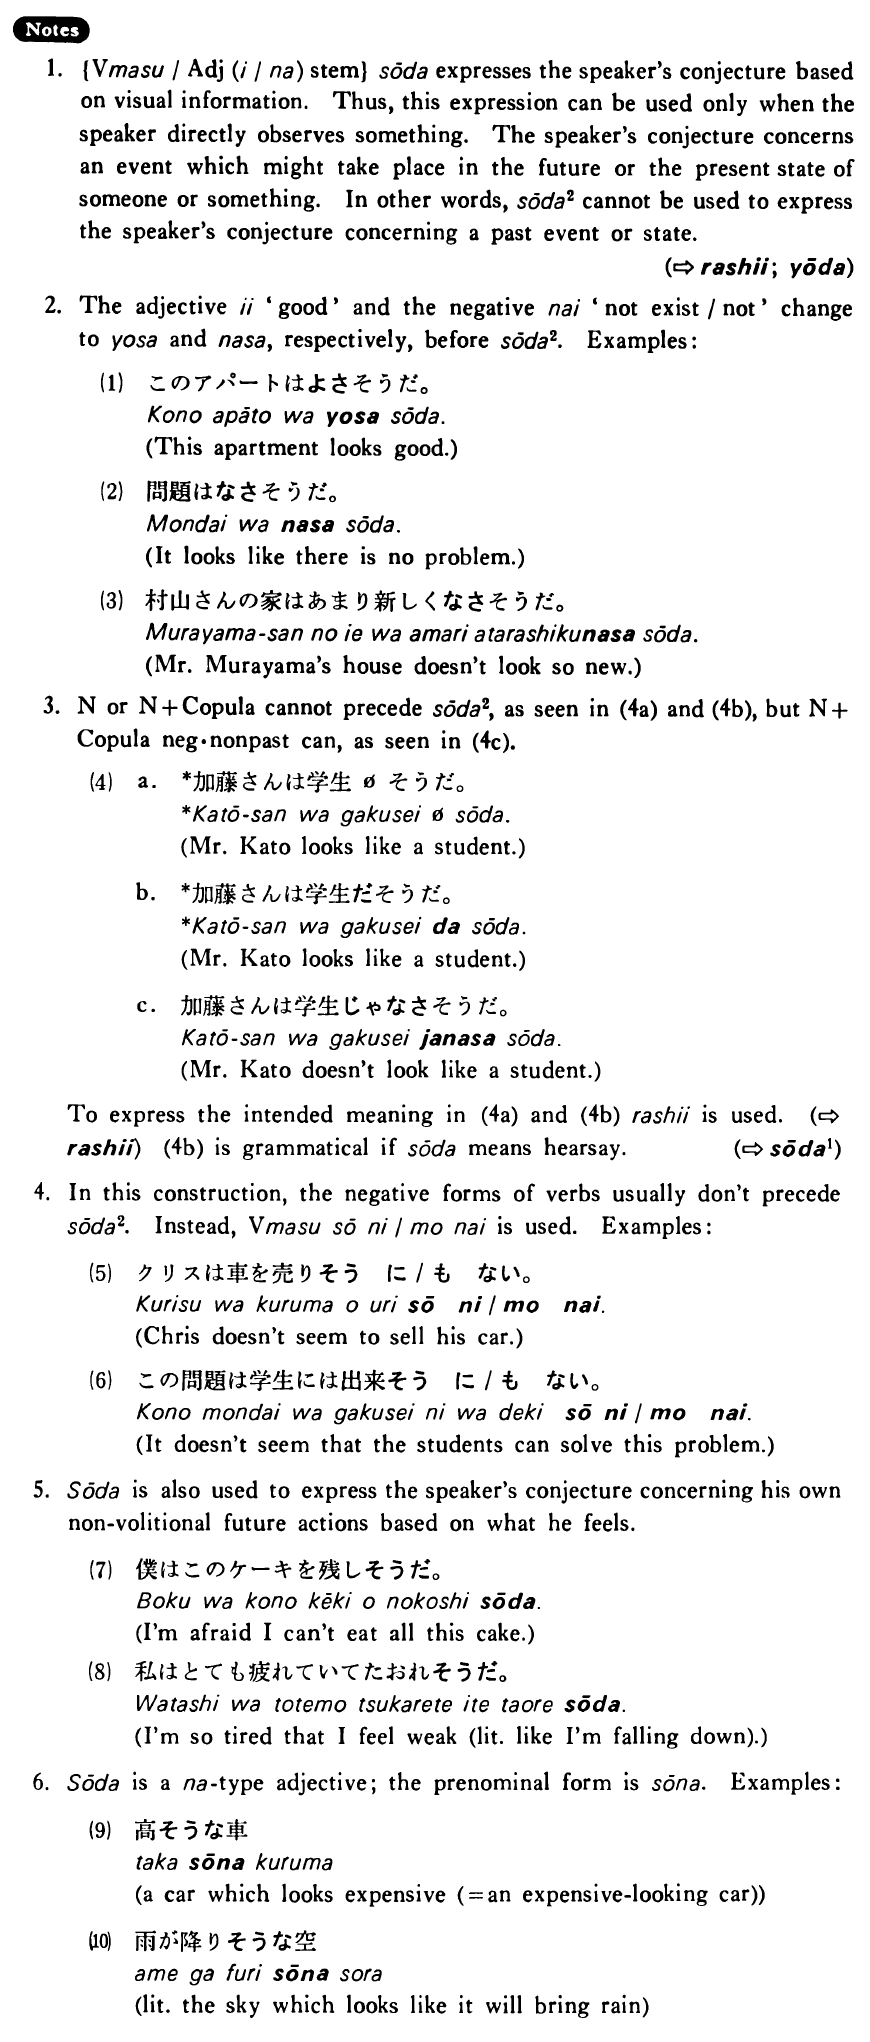 Notes
1. {Vmasu / Adj (i / na) stem} sōda expresses the speaker's conjecture based
on visual information. Thus, this expression can be used only when the
speaker directly observes something. The speaker's conjecture concerns
an event which might take place in the future or the present state of
someone or something. In other words, sōda² cannot be used to express
the speaker's conjecture concerning a past event or state.
(⇨ rashii; yōda)
2. The adjective ii ‘good’ and the negative nai ‘not exist / not’ change
to yosa and nasa, respectively, before sōda². Examples:
(1) このアパートはよさそうだ。
Kono apāto wa yosa sōda.
(This apartment looks good.)
(2) 問題はなさそうだ。
Mondai wa nasa sōda.
(It looks like there is no problem.)
(3) 村山さんの家はあまり新しくなさそうだ。
Murayama-san no ie wa amari atarashikunasa sōda.
(Mr. Murayama's house doesn't look so new.)
3. N or N+Copula cannot precede sōda², as seen in (4a) and (4b), but N+
Copula neg·nonpast can, as seen in (4c).
(4) a. *加藤さんは学生 ø そうだ。
*Katō-san wa gakusei ø sōda.
(Mr. Kato looks like a student.)
b. *加藤さんは学生だそうだ。
*Katō-san wa gakusei da sōda.
(Mr. Kato looks like a student.)
c. 加藤さんは学生じゃなさそうだ。
Katō-san wa gakusei janasa sōda.
(Mr. Kato doesn't look like a student.)
To express the intended meaning in (4a) and (4b) rashii is used. (⇨
rashii) (4b) is grammatical if sōda means hearsay. (⇨ sōda¹)
4. In this construction, the negative forms of verbs usually don't precede
sōda². Instead, Vmasu sō ni / mo nai is used. Examples:
(5) クリスは車を売りそう に / も ない。
Kurisu wa kuruma o uri sō ni / mo nai.
(Chris doesn't seem to sell his car.)
(6) この問題は学生には出来そう に / も ない。
Kono mondai wa gakusei ni wa deki sō ni / mo nai.
(It doesn't seem that the students can solve this problem.)
5. Sōda is also used to express the speaker's conjecture concerning his own
non-volitional future actions based on what he feels.
(7) 僕はこのケーキを残しそうだ。
Boku wa kono kēki o nokoshi sōda.
(I'm afraid I can't eat all this cake.)
(8) 私はとても疲れていてたおれそうだ。
Watashi wa totemo tsukarete ite taore sōda.
(I'm so tired that I feel weak (lit. like I'm falling down).)
6. Sōda is a na-type adjective; the prenominal form is sōna. Examples:
(9) 高そうな車
taka sōna kuruma
(a car which looks expensive (=an expensive-looking car))
(10) 雨が降りそうな空
ame ga furi sōna sora
(lit. the sky which looks like it will bring rain)